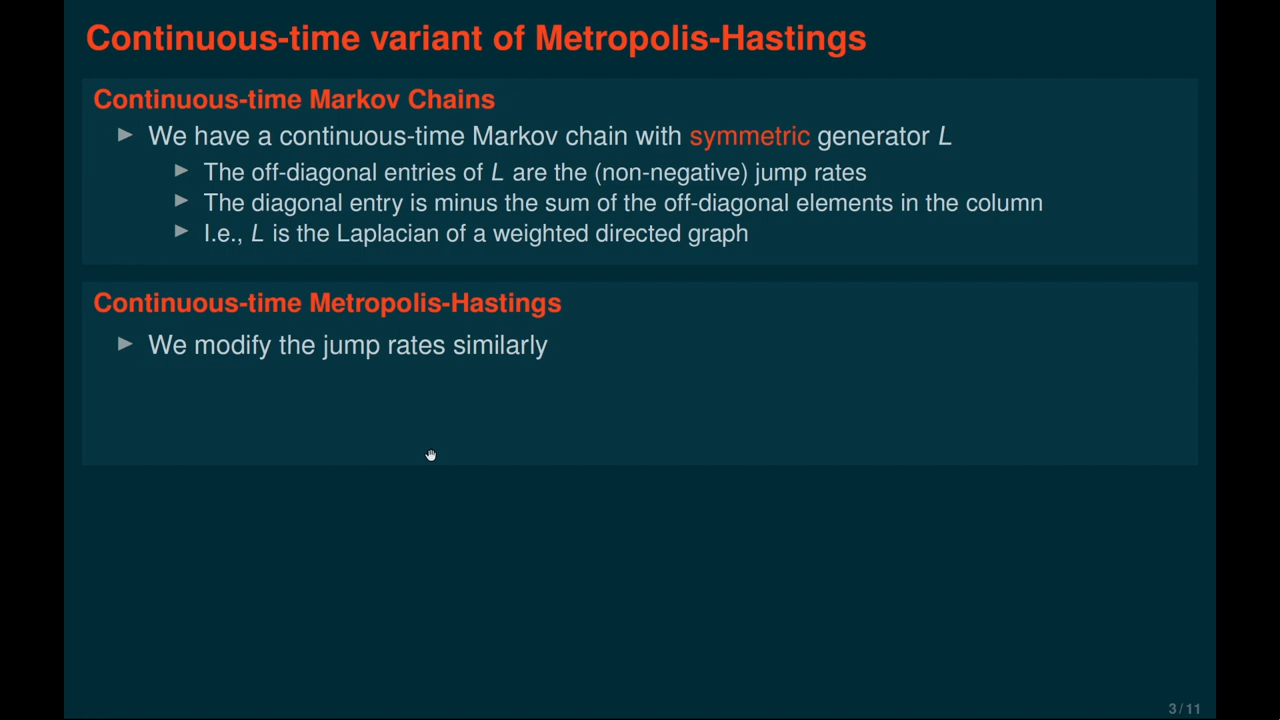 Continuous-time variant of Metropolis-Hastings
Continuous-time Markov Chains
We have a continuous-time Markov chain with symmetric generator L
The off-diagonal entries of L are the (non-negative) jump rates
The diagonal entry is minus the sum of the off-diagonal elements in the column
I.e., L is the Laplacian of a weighted directed graph
Continuous-time Metropolis-Hastings
We modify the jump rates similarly
3 / 11